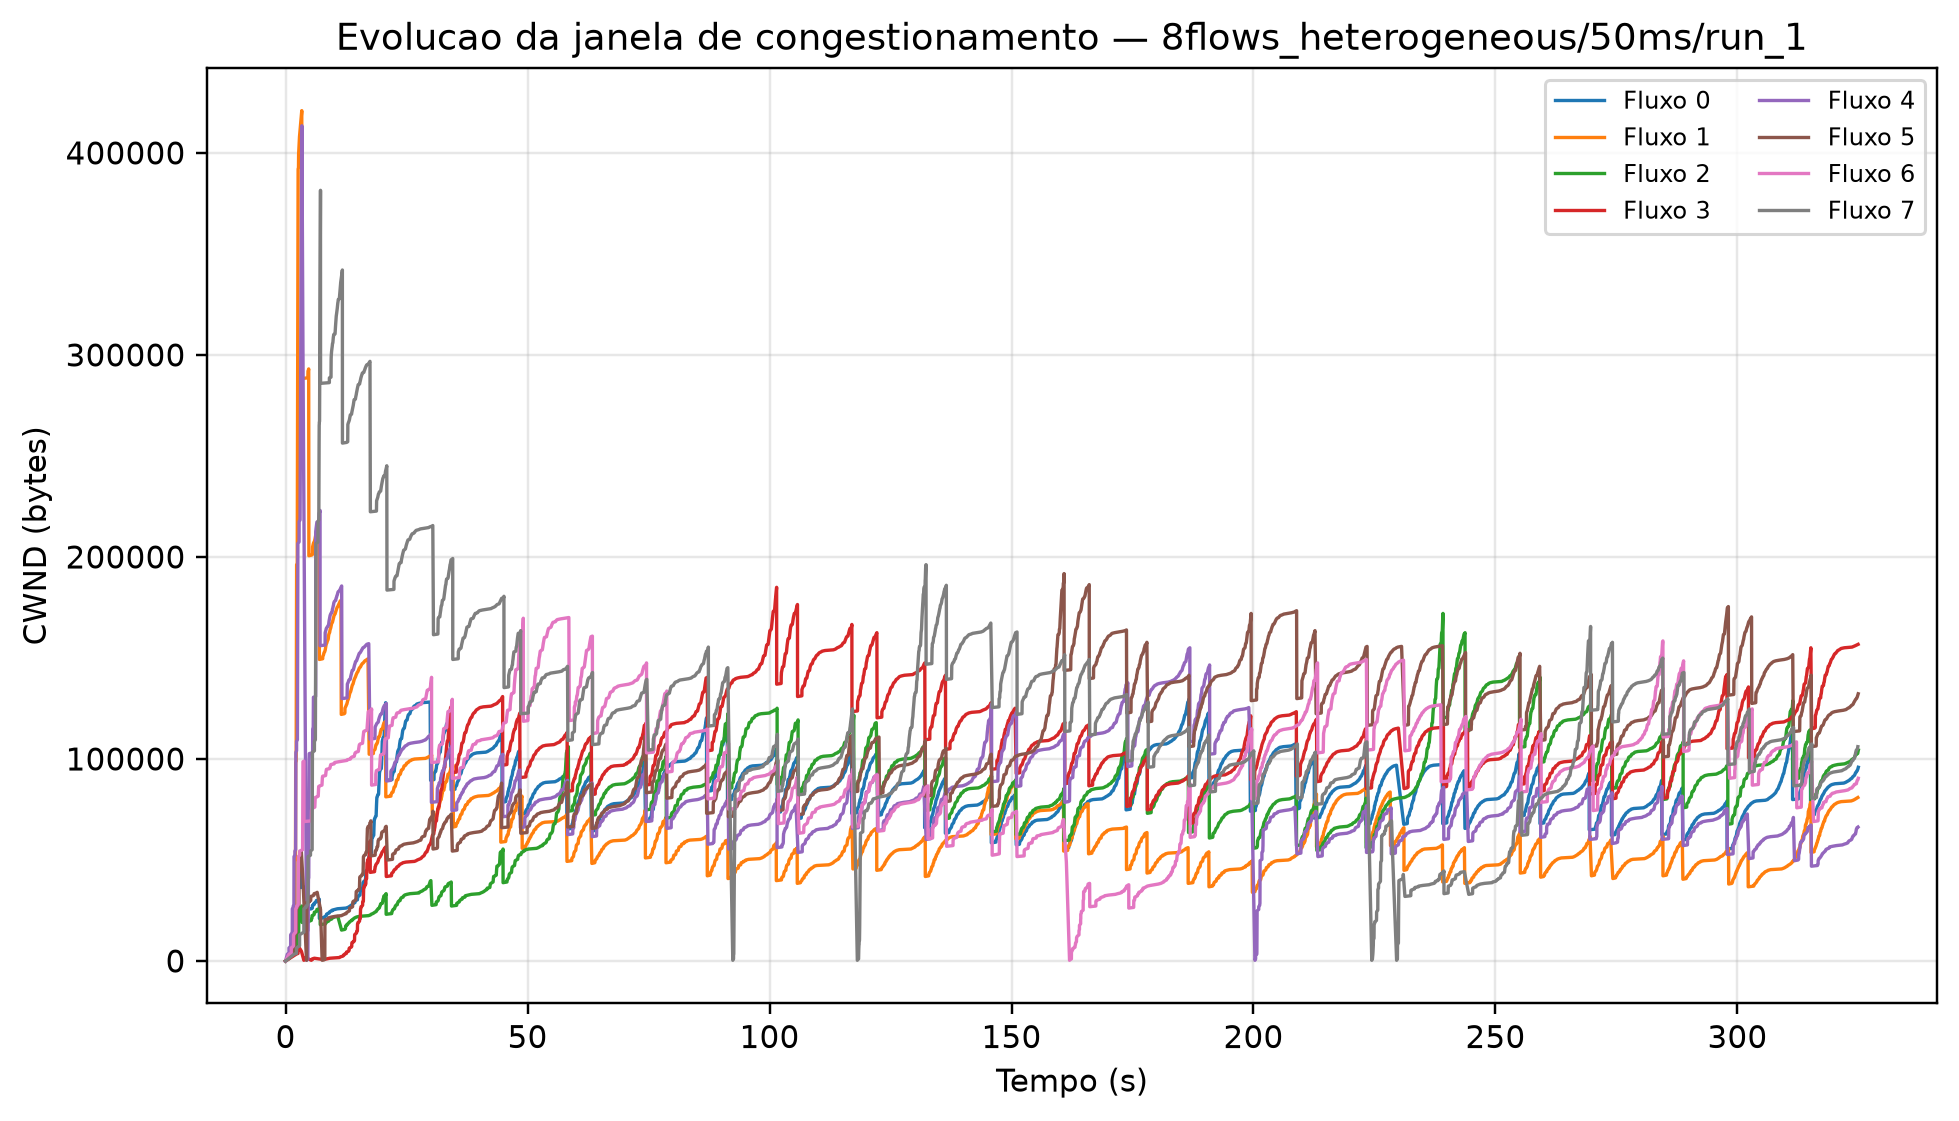 Evolucao da janela de congestionamento — 8flows_heterogeneous/50ms/run_1
Fluxo 0
Fluxo 1
Fluxo 2
Fluxo 3
Fluxo 4
Fluxo 5
Fluxo 6
Fluxo 7
CWND (bytes)
400000
300000
200000
100000
0
0 50 100 150 200 250 300
Tempo (s)